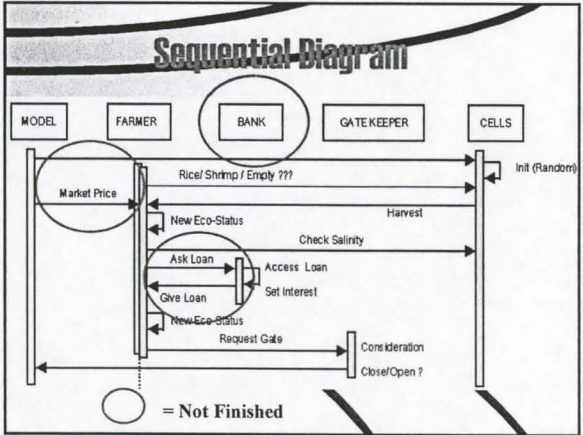 Sequential Diagram
MODEL FARMER BANK GATE KEEPER CELLS
Init (Random)
Rice/ Shrimp / Empty ???
Market Price
Harvest
New Eco-Status
Check Salinity
Ask Loan
Access Loan
Give Loan
Set Interest
New Eco-Status
Request Gate
Consideration
Close/Open ?
= Not Finished